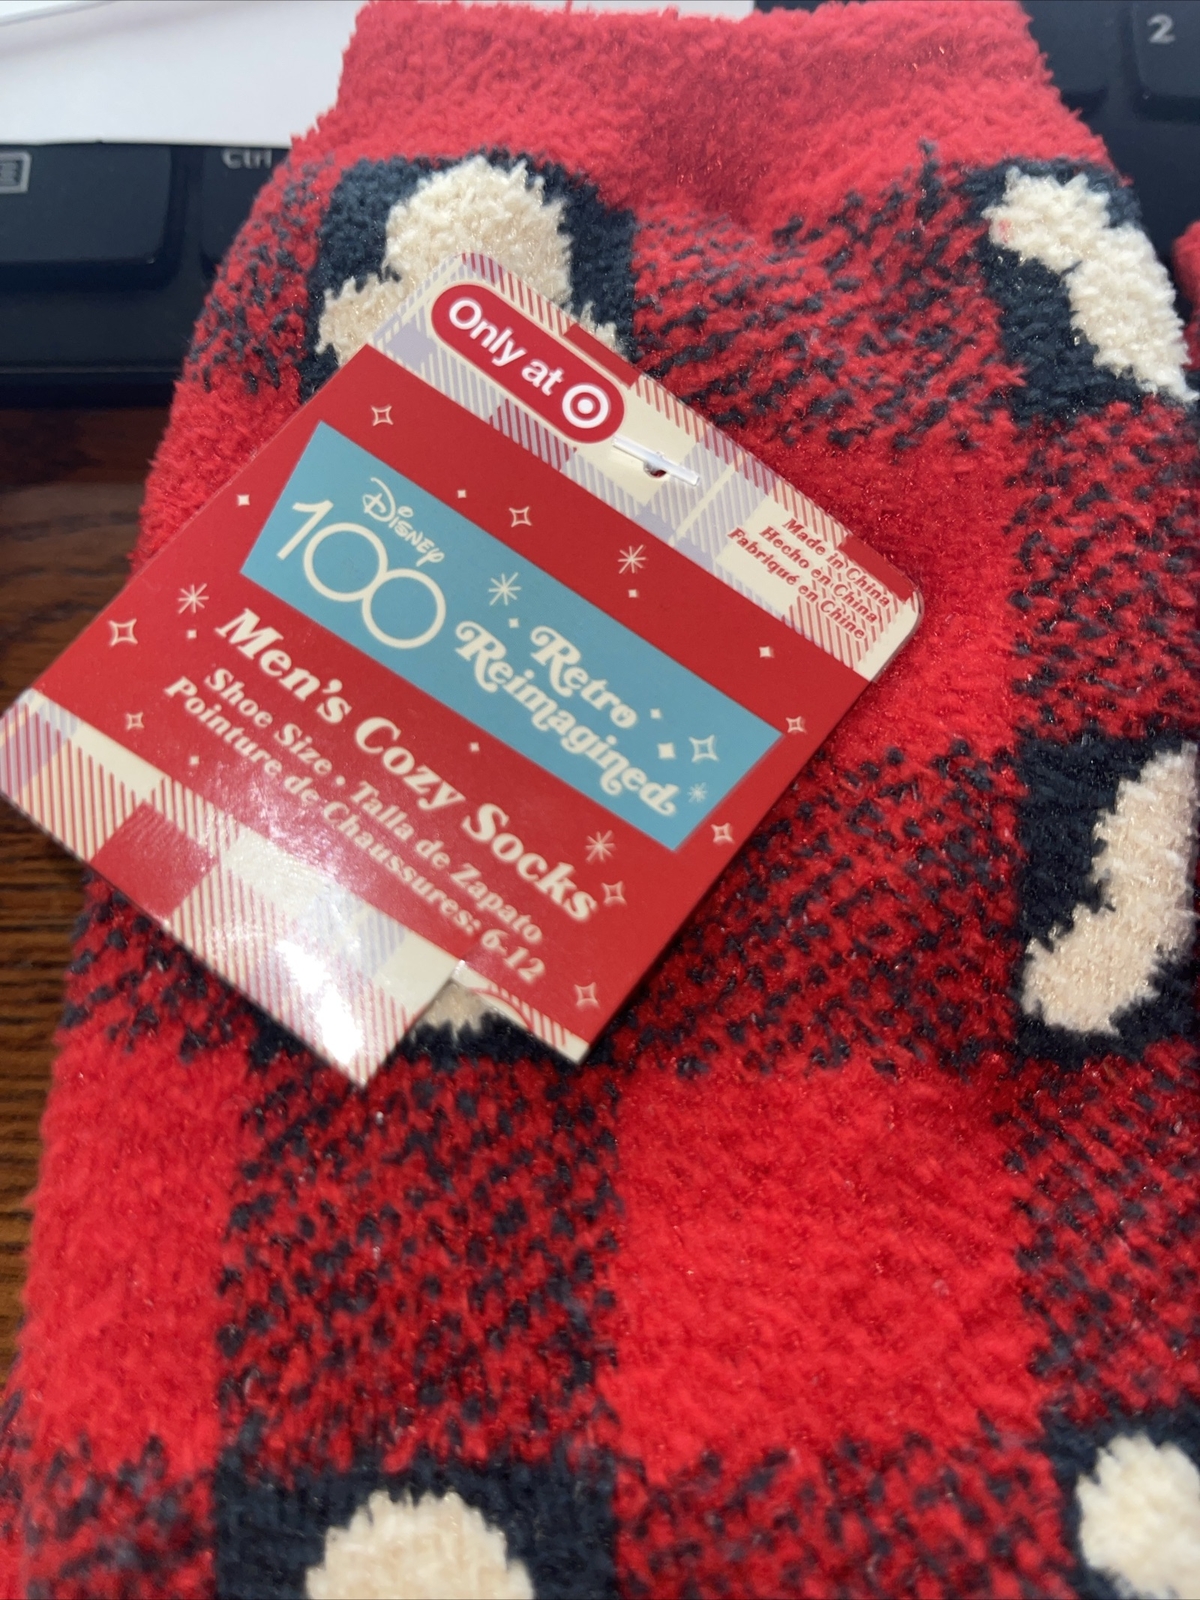 2
Ctrl
Only at
Made in China
Hecho en China
Fabriqué en Chine
Disney
100
Retro
Reimagined
Men's Cozy Socks
Shoe Size • Talla de Zapato
Pointure de Chaussures: 6-12